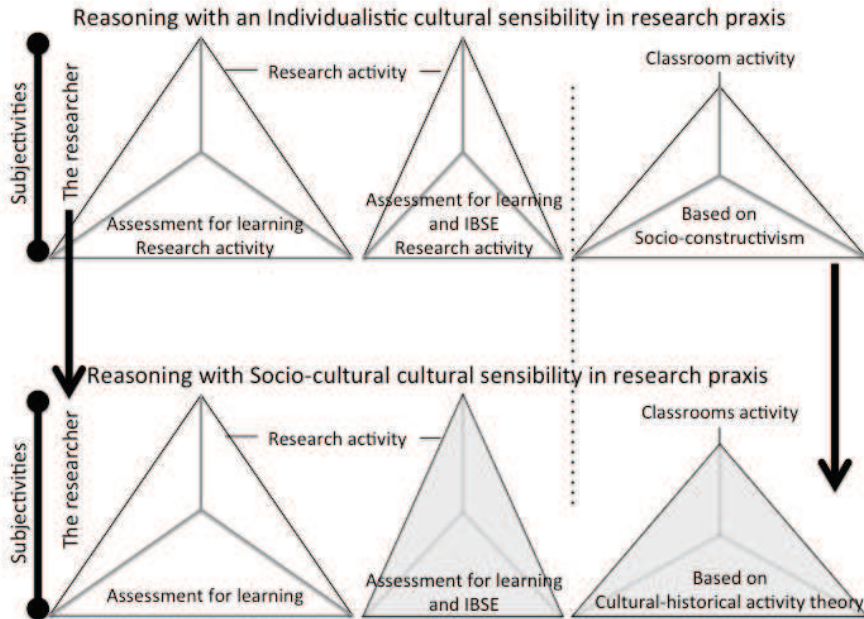 Reasoning with an Individualistic cultural sensibility in research praxis
Subjectivities
The researcher
Research activity
Classroom activity
Assessment for learning
Research activity
Assessment for learning
and IBSE
Research activity
Based on
Socio-constructivism
Reasoning with Socio-cultural cultural sensibility in research praxis
Subjectivities
The researcher
Research activity
Classrooms activity
Assessment for learning
Assessment for learning
and IBSE
Based on
Cultural-historical activity theory